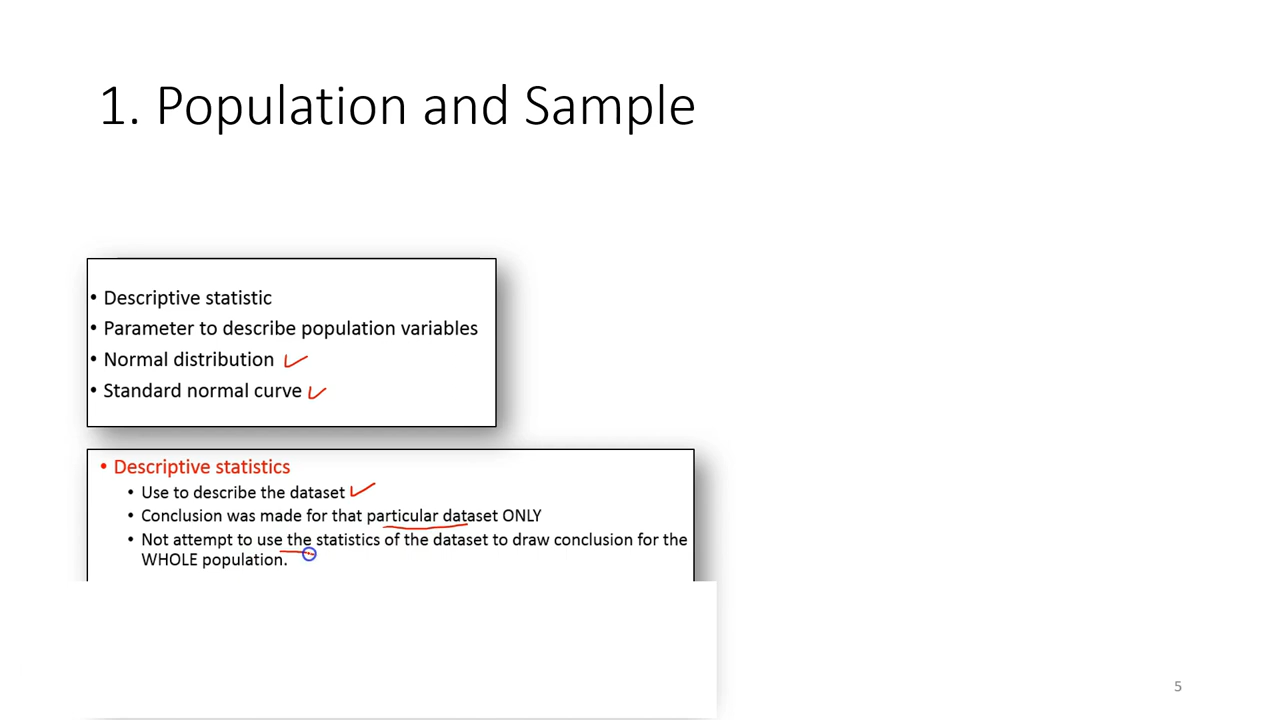 1. Population and Sample
• Descriptive statistic
• Parameter to describe population variables
• Normal distribution
• Standard normal curve
• Descriptive statistics
• Use to describe the dataset
• Conclusion was made for that particular dataset ONLY
• Not attempt to use the statistics of the dataset to draw conclusion for the
WHOLE population.
5